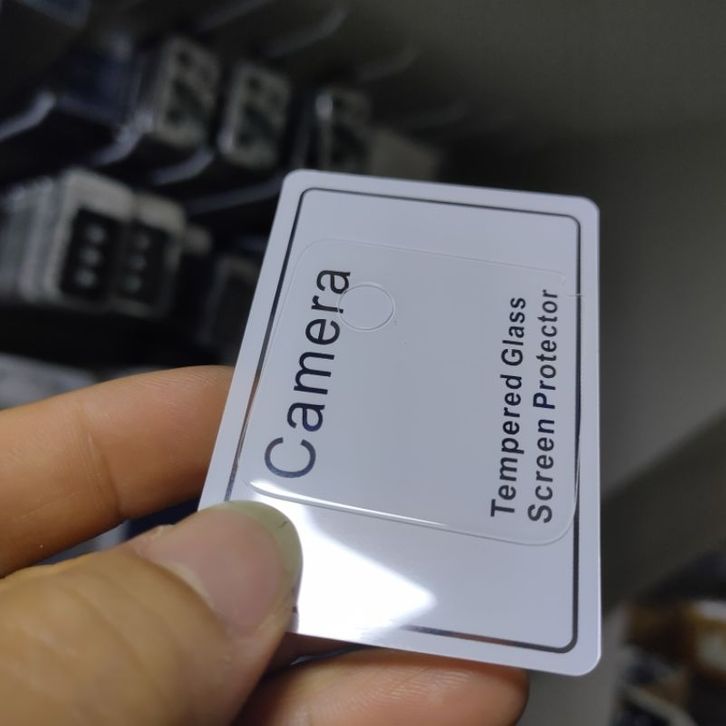 Camera
Tempered Glass
Screen Protector